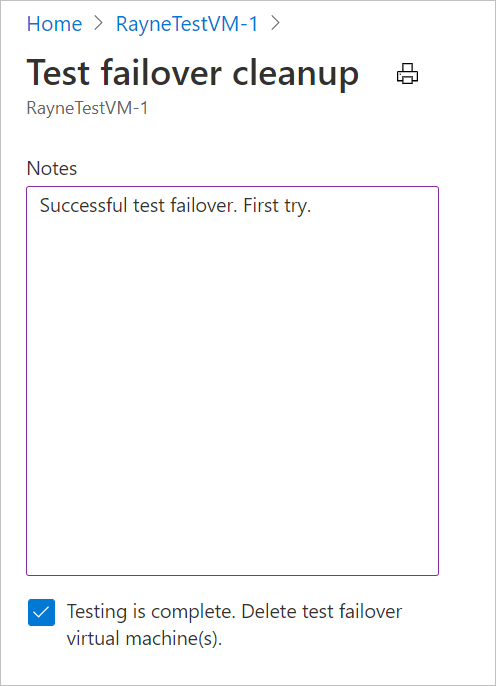 Home > RayneTestVM-1 >
Test failover cleanup
RayneTestVM-1
Notes
Successful test failover. First try.
Testing is complete. Delete test failover
virtual machine(s).